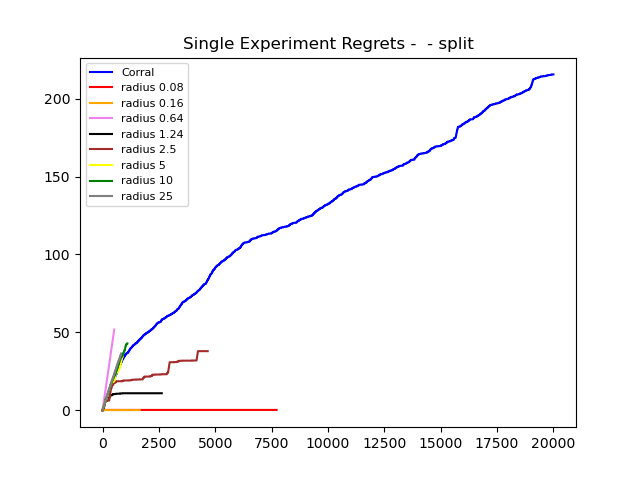 Single Experiment Regrets -  - split
Corral
radius 0.08
radius 0.16
radius 0.64
radius 1.24
radius 2.5
radius 5
radius 10
radius 25
200
150
100
50
0
0 2500 5000 7500 10000 12500 15000 17500 20000